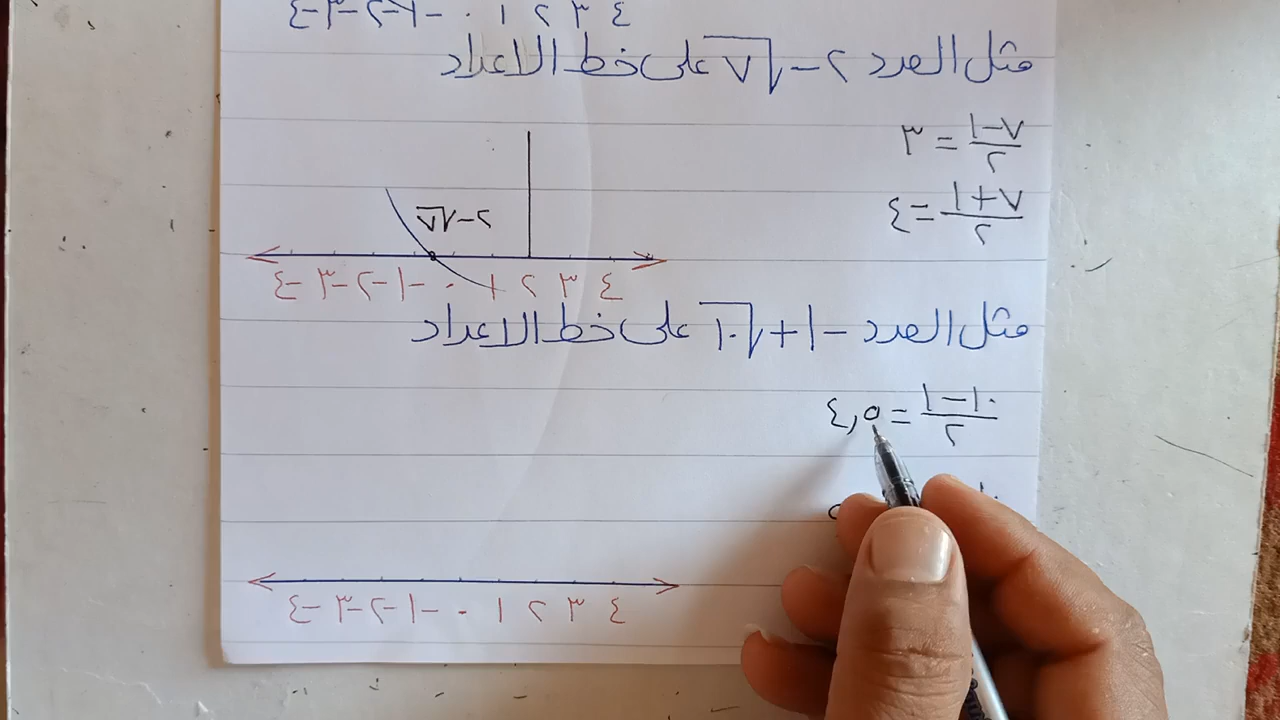 -٤ -٣ -٢ -١ ٠ ١ ٢ ٣ ٤
مثل العدد ٢ - √٧ على خط الاعداد
(٧ - ١)/٢ = ٣
(٧ + ١)/٢ = ٤
٢ - √٧
-٤ -٣ -٢ -١ ٠ ١ ٢ ٣ ٤
مثل العدد -١ + √١٠ على خط الاعداد
(١٠ - ١)/٢ = ٤,٥
-٤ -٣ -٢ -١ ٠ ١ ٢ ٣ ٤